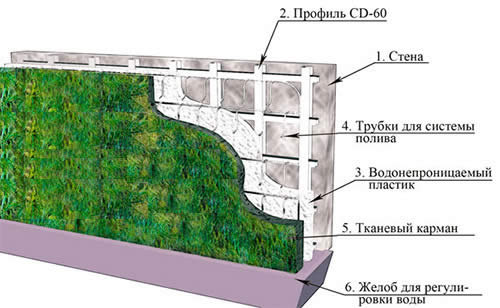 2. Профиль CD-60
1. Стена
4. Трубки для системы
полива
3. Водонепроницаемый
пластик
5. Тканевый карман
6. Желоб для регули-
ровки воды